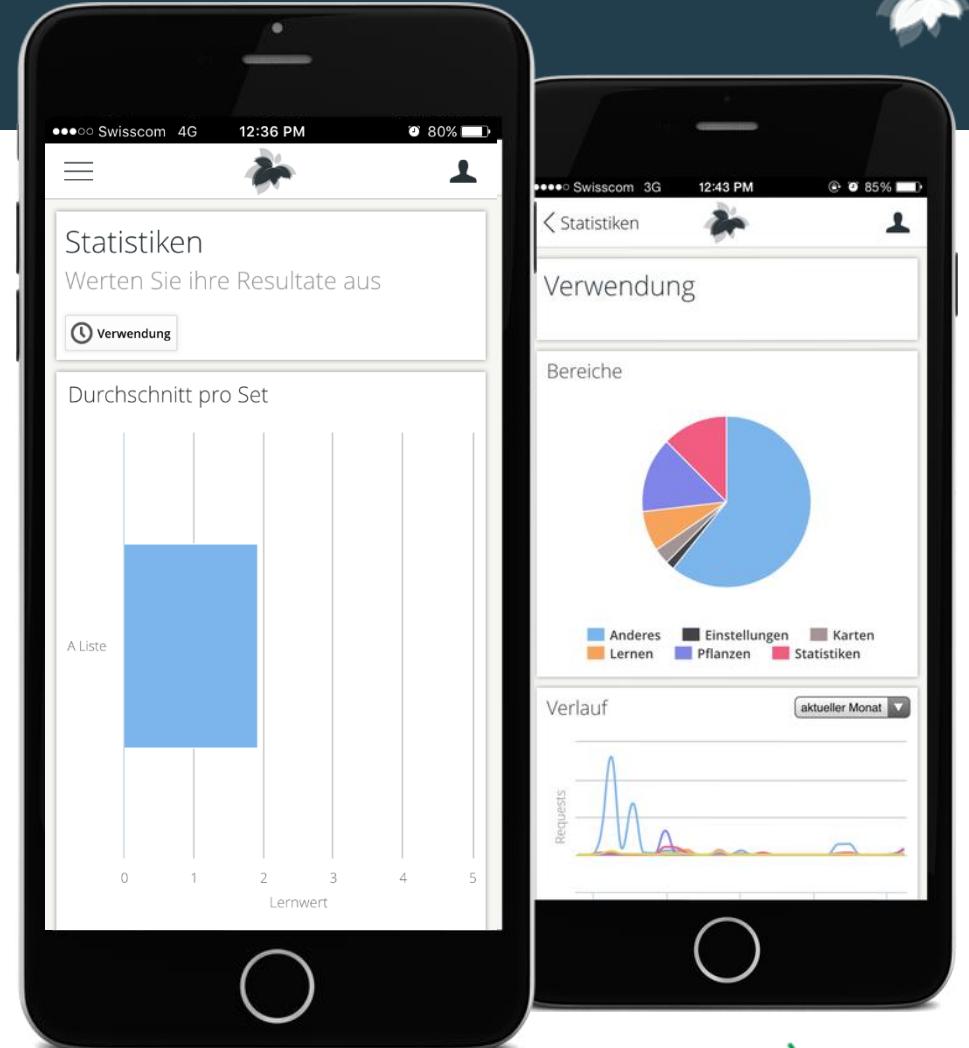 Swisscom 4G 12:36 PM 80%
Statistiken
Werten Sie ihre Resultate aus
Verwendung
Durchschnitt pro Set
A Liste
0 1 2 3 4 5
Lernwert
Swisscom 3G 12:43 PM 85%
Statistiken
Verwendung
Bereiche
Anderes Einstellungen Karten
Lernen Pflanzen Statistiken
Verlauf aktueller Monat
Requests